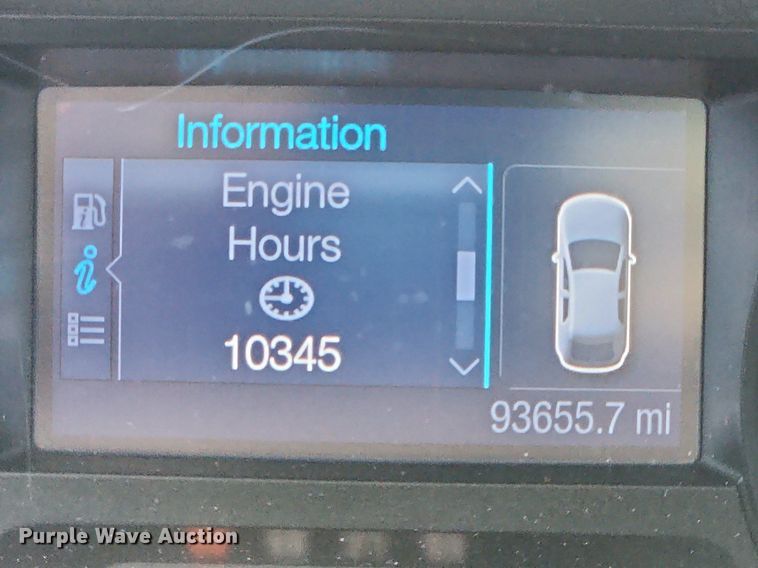 Information
Engine
Hours
10345
93655.7 mi
Purple Wave Auction